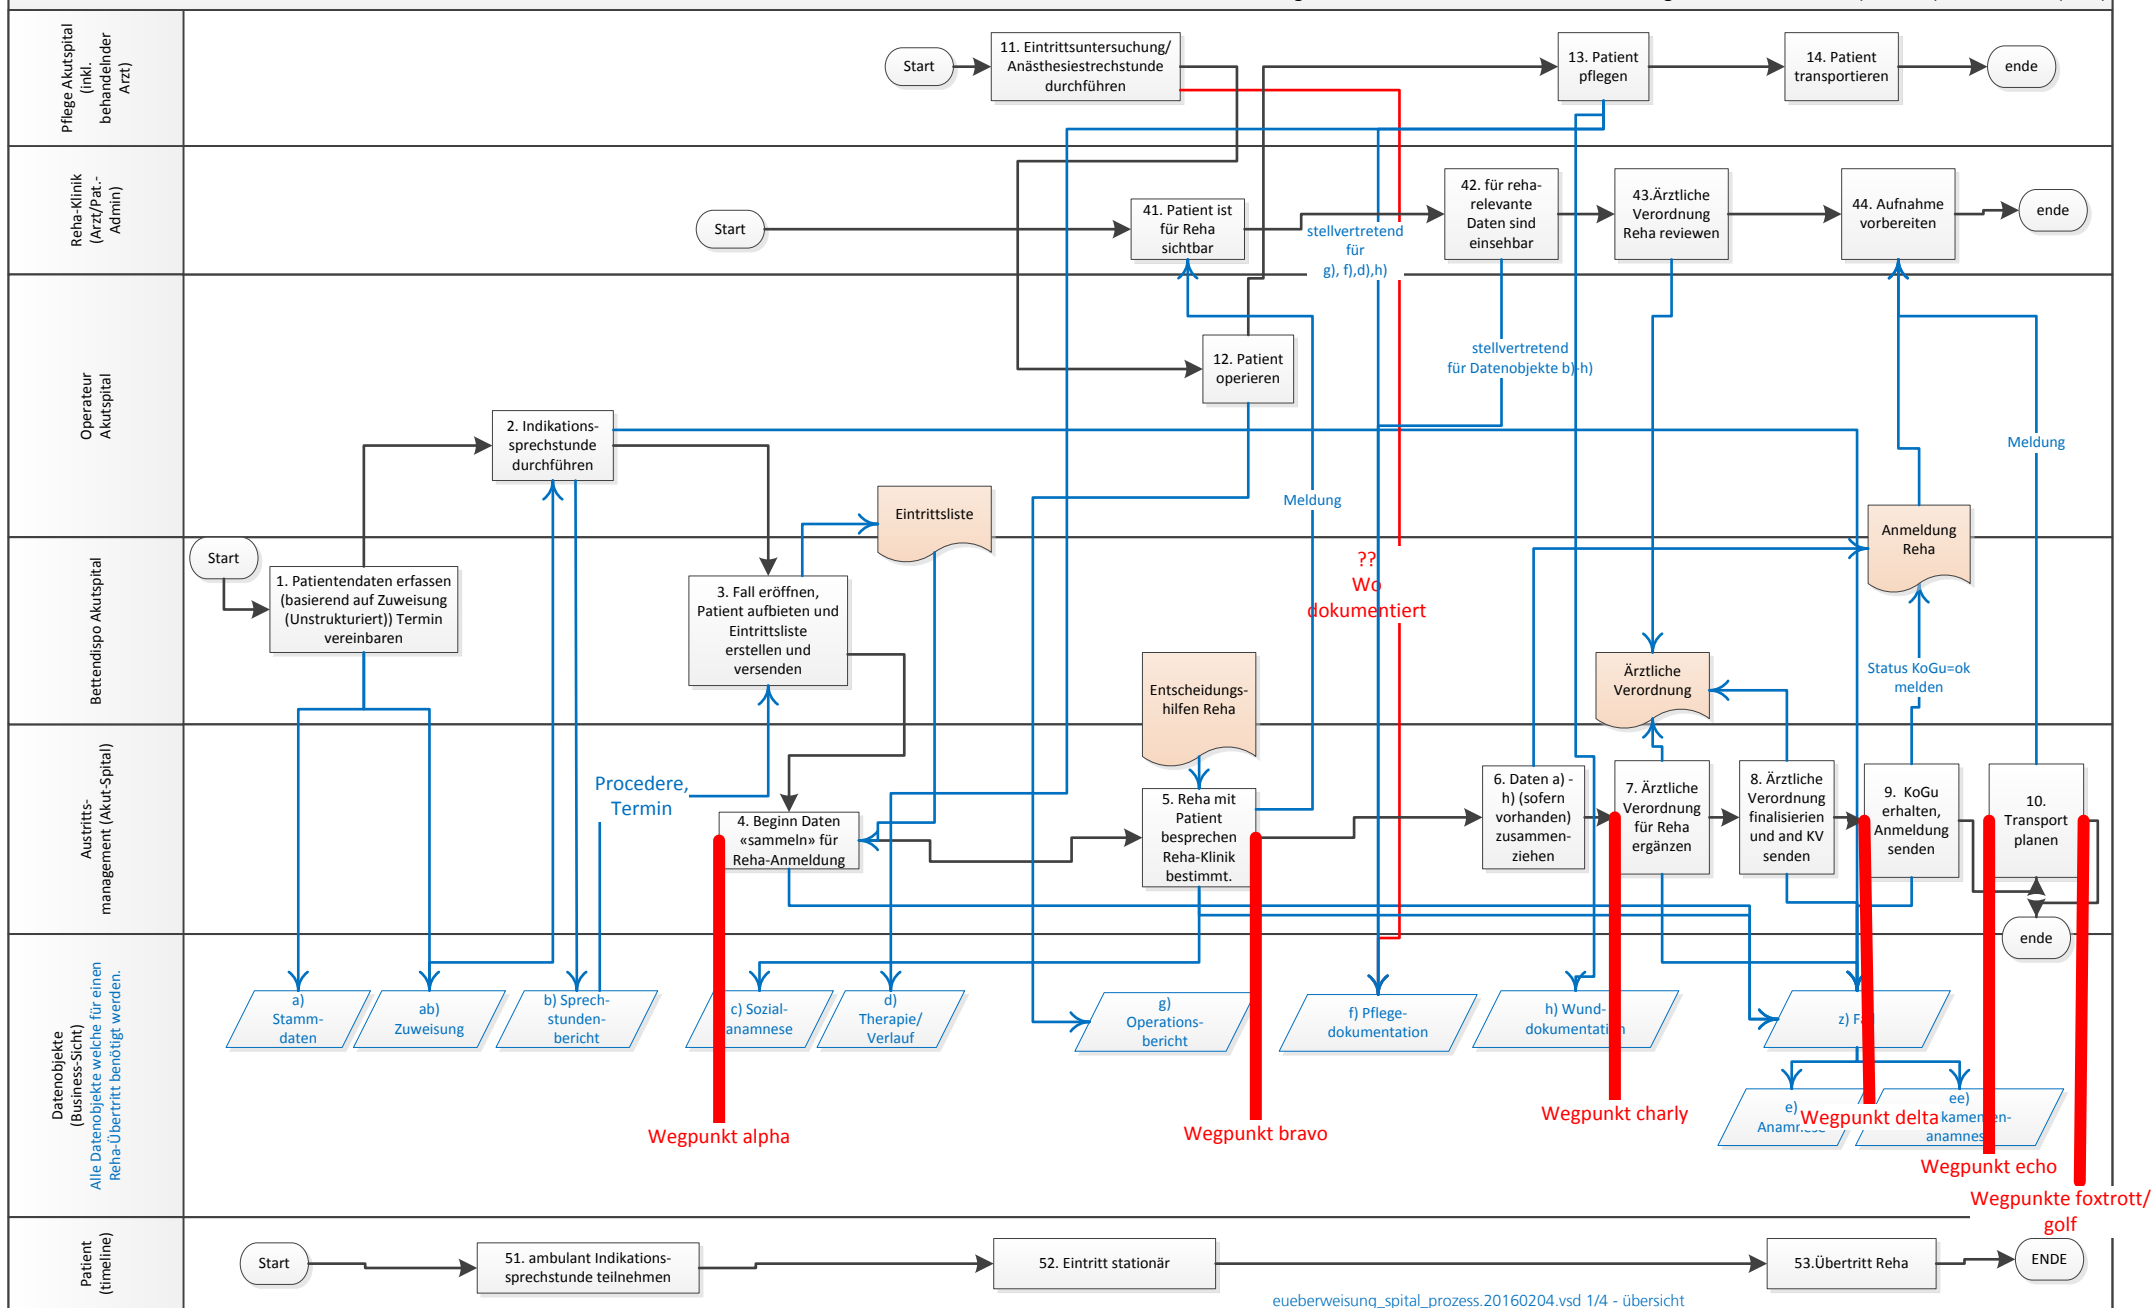 Pflege Akutspital
(inkl.
behandelnder
Arzt)
Start
11. Eintrittsuntersuchung/
Anästhesiestrechstunde
durchführen
13. Patient
pflegen
14. Patient
transportieren
ende
Reha-Klinik
(Arzt/Pat.-
Admin)
Start
41. Patient ist
für Reha
sichtbar
stellvertretend
für
g), f),d),h)
42. für reha-
relevante
Daten sind
einsehbar
43.Ärztliche
Verordnung
Reha reviewen
44. Aufnahme
vorbereiten
ende
Operateur
Akutspital
2. Indikations-
sprechstunde
durchführen
12. Patient
operieren
stellvertretend
für Datenobjekte b)-h)
Meldung
Meldung
Eintrittsliste
Anmeldung
Reha
Bettendispo Akutspital
Start
1. Patientendaten erfassen
(basierend auf Zuweisung
(Unstrukturiert)) Termin
vereinbaren
3. Fall eröffnen,
Patient aufbieten und
Eintrittsliste
erstellen und
versenden
??
Wo
dokumentiert
Entscheidungs-
hilfen Reha
Ärztliche
Verordnung
Status KoGu=ok
melden
Austritts-
management (Akut-Spital)
Procedere,
Termin
4. Beginn Daten
«sammeln» für
Reha-Anmeldung
5. Reha mit
Patient
besprechen
Reha-Klinik
bestimmt.
6. Daten a) -
h) (sofern
vorhanden)
zusammen-
ziehen
7. Ärztliche
Verordnung
für Reha
ergänzen
8. Ärztliche
Verordnung
finalisieren
und and KV
senden
9. KoGu
erhalten,
Anmeldung
senden
10.
Transport
planen
ende
Datenobjekte
(Business-Sicht)
Alle Datenobjekte welche für einen
Reha-Übertritt benötigt werden.
a)
Stamm-
daten
ab)
Zuweisung
b) Sprech-
stunden-
bericht
c) Sozial-
anamnese
d)
Therapie/
Verlauf
g)
Operations-
bericht
f) Pflege-
dokumentation
h) Wund-
dokumentation
z) Fall
e)
Anamnese
ee)
anamnese
Wegpunkt alpha
Wegpunkt bravo
Wegpunkt charly
Wegpunkt delta
Wegpunkt echo
Wegpunkte foxtrott/
golf
Patient
(timeline)
Start
51. ambulant Indikations-
sprechstunde teilnehmen
52. Eintritt stationär
53.Übertritt Reha
ENDE
eueberweisung_spital_prozess.20160204.vsd 1/4 - übersicht